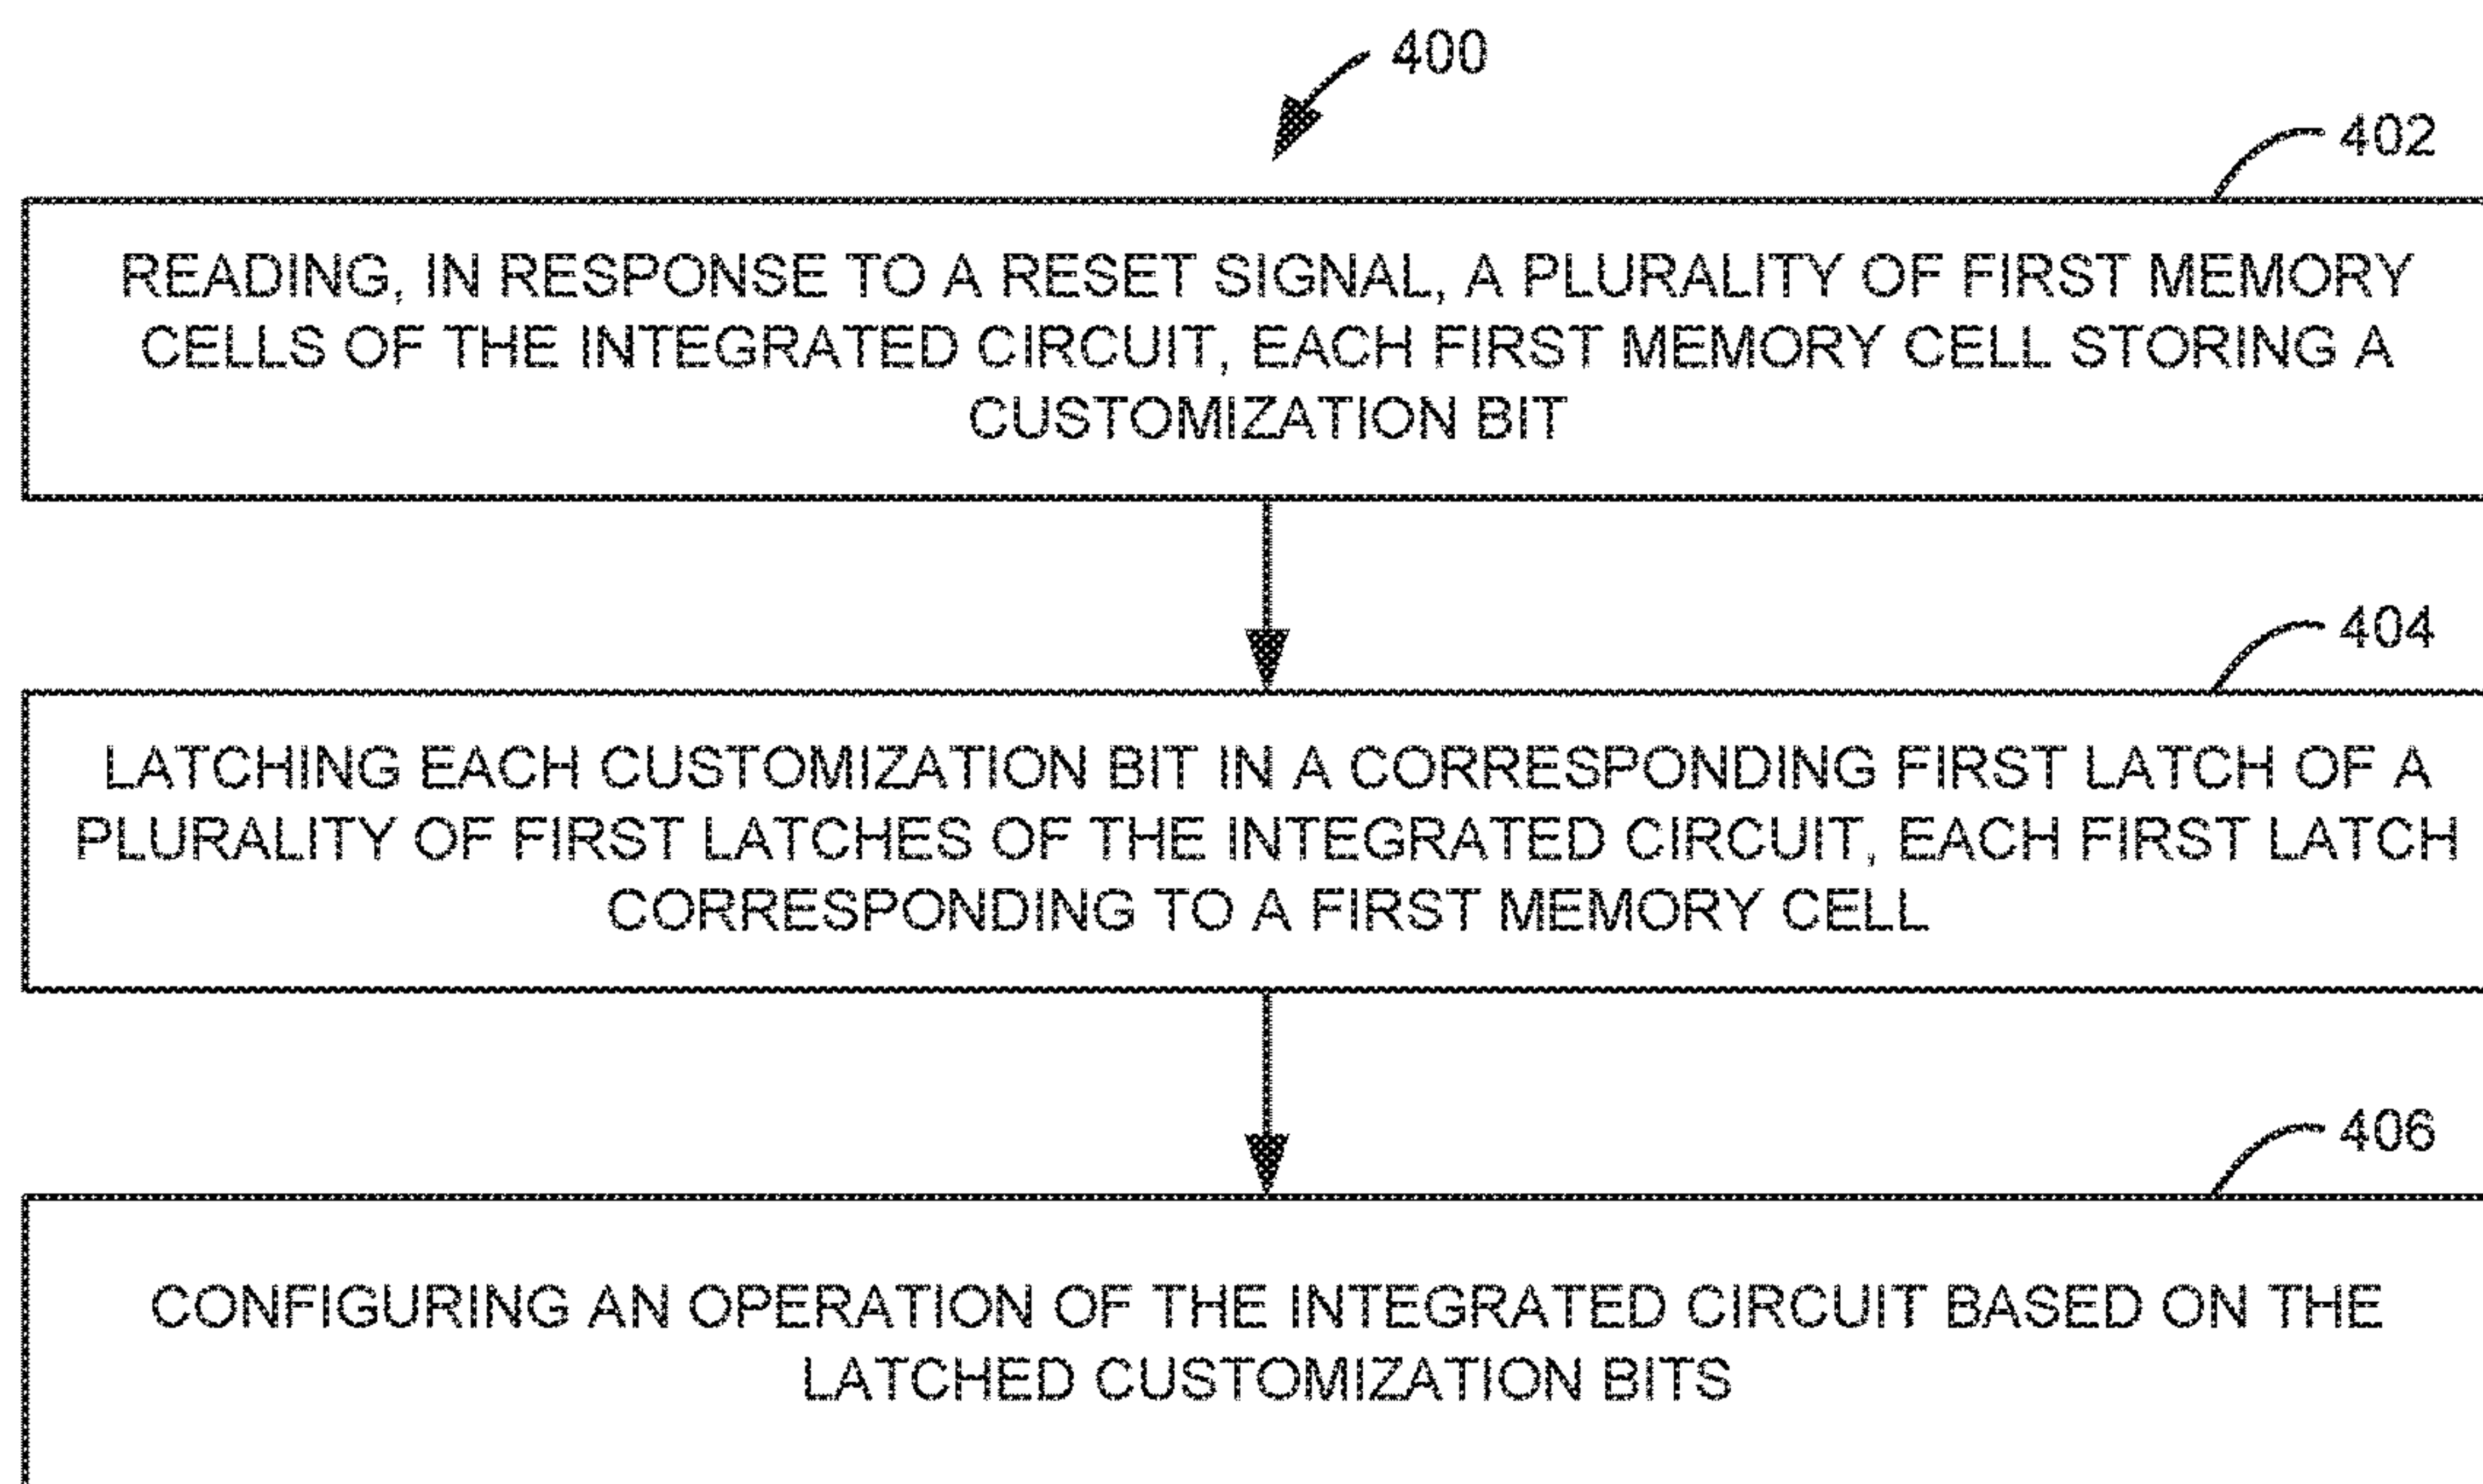 400
402
READING, IN RESPONSE TO A RESET SIGNAL, A PLURALITY OF FIRST MEMORY
CELLS OF THE INTEGRATED CIRCUIT, EACH FIRST MEMORY CELL STORING A
CUSTOMIZATION BIT
404
LATCHING EACH CUSTOMIZATION BIT IN A CORRESPONDING FIRST LATCH OF A
PLURALITY OF FIRST LATCHES OF THE INTEGRATED CIRCUIT, EACH FIRST LATCH
CORRESPONDING TO A FIRST MEMORY CELL
406
CONFIGURING AN OPERATION OF THE INTEGRATED CIRCUIT BASED ON THE
LATCHED CUSTOMIZATION BITS